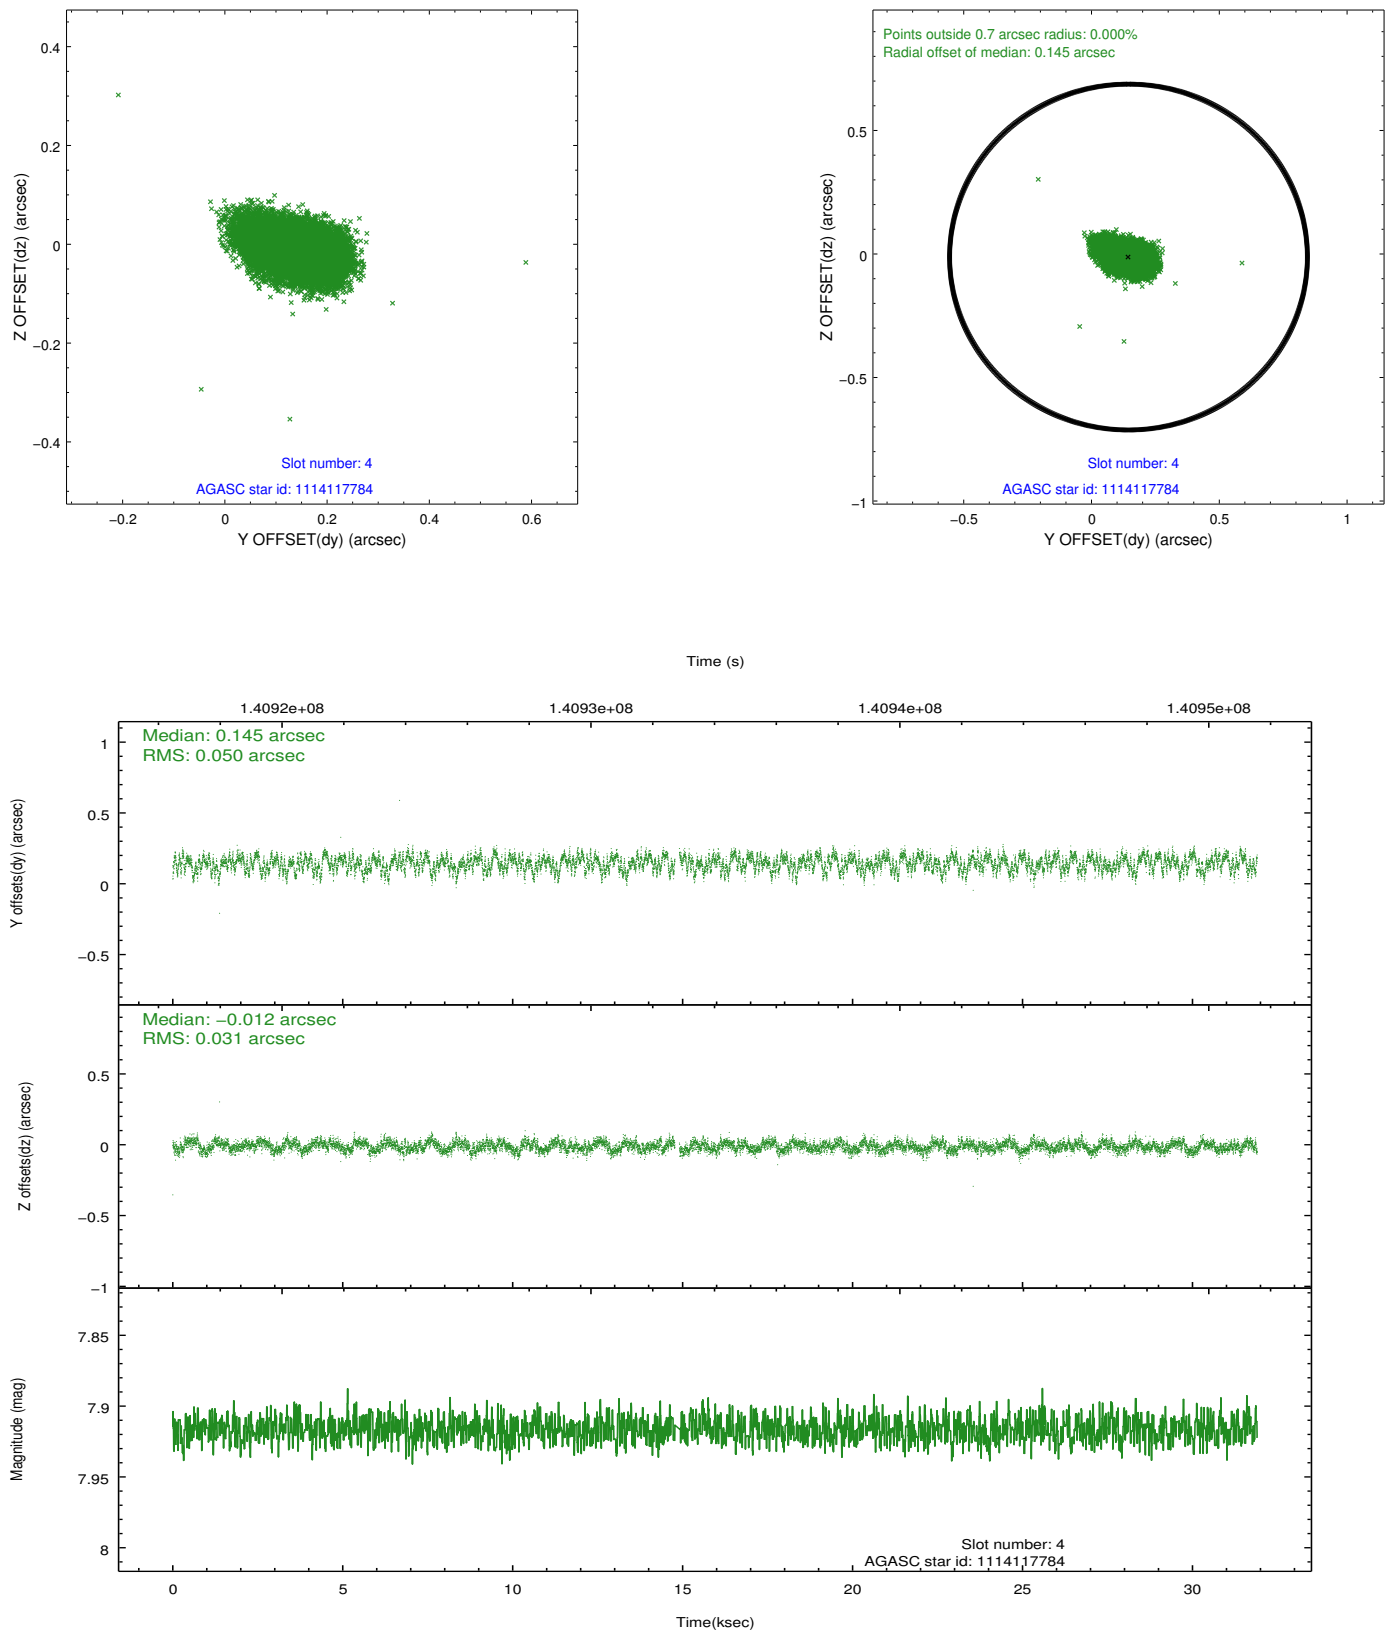 0.4
0.2
0
−0.2
−0.4
Z OFFSET(dz) (arcsec)
Slot number: 4
AGASC star id: 1114117784
−0.2
0
0.2
0.4
0.6
Y OFFSET(dy) (arcsec)
Points outside 0.7 arcsec radius: 0.000%
Radial offset of median: 0.145 arcsec
0.5
0
−0.5
−1
Z OFFSET(dz) (arcsec)
Slot number: 4
AGASC star id: 1114117784
−0.5
0
0.5
1
Y OFFSET(dy) (arcsec)
Time (s)
1.4092e+08
1.4093e+08
1.4094e+08
1.4095e+08
Median: 0.145 arcsec
RMS: 0.050 arcsec
1
0.5
0
−0.5
Y offsets(dy) (arcsec)
Median: −0.012 arcsec
RMS: 0.031 arcsec
0.5
0
−0.5
−1
Z offsets(dz) (arcsec)
7.85
7.9
7.95
8
Magnitude (mag)
Slot number: 4
AGASC star id: 1114117784
0
5
10
15
20
25
30
Time(ksec)